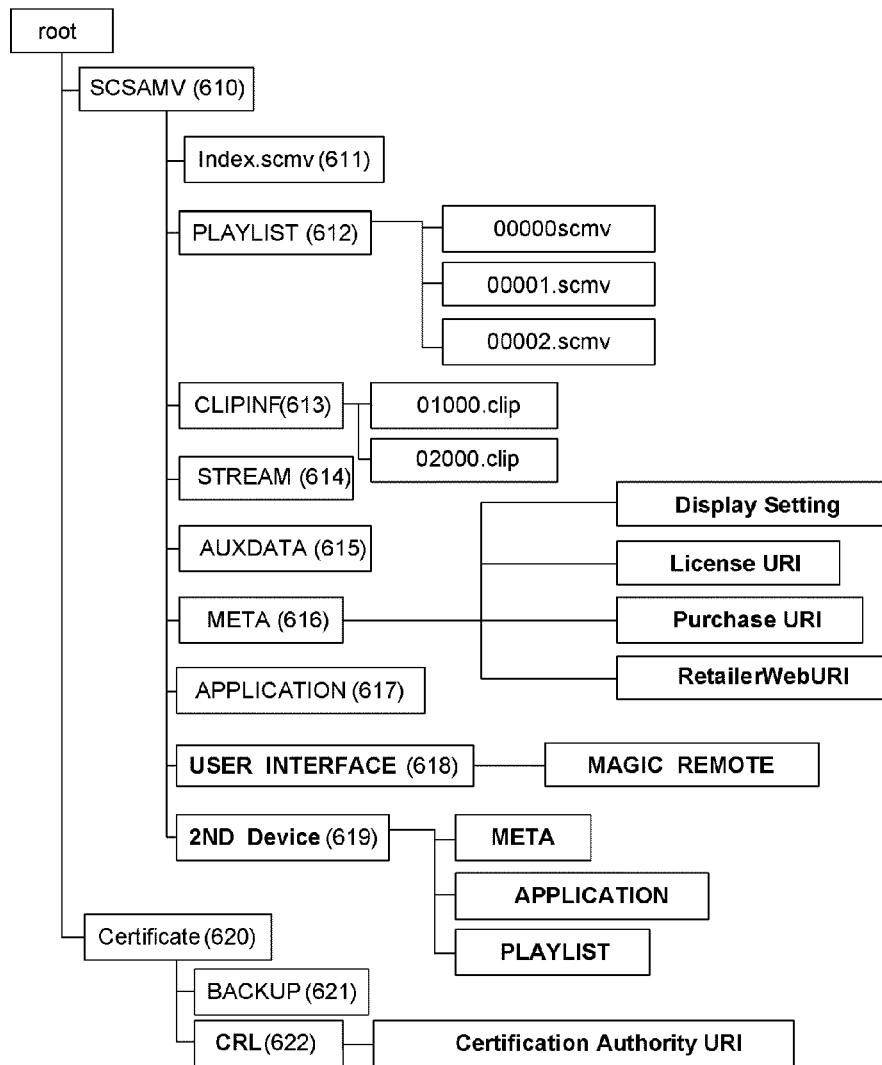 root
SCSAMV (610)
Index.scmv (611)
PLAYLIST (612)
00000scmv
00001.scmv
00002.scmv
CLIPINF(613)
01000.clip
02000.clip
STREAM (614)
AUXDATA (615)
META (616)
Display Setting
License URI
Purchase URI
RetailerWebURI
APPLICATION (617)
USER INTERFACE (618)
MAGIC REMOTE
2ND Device (619)
META
APPLICATION
PLAYLIST
Certificate (620)
BACKUP (621)
CRL(622)
Certification Authority URI